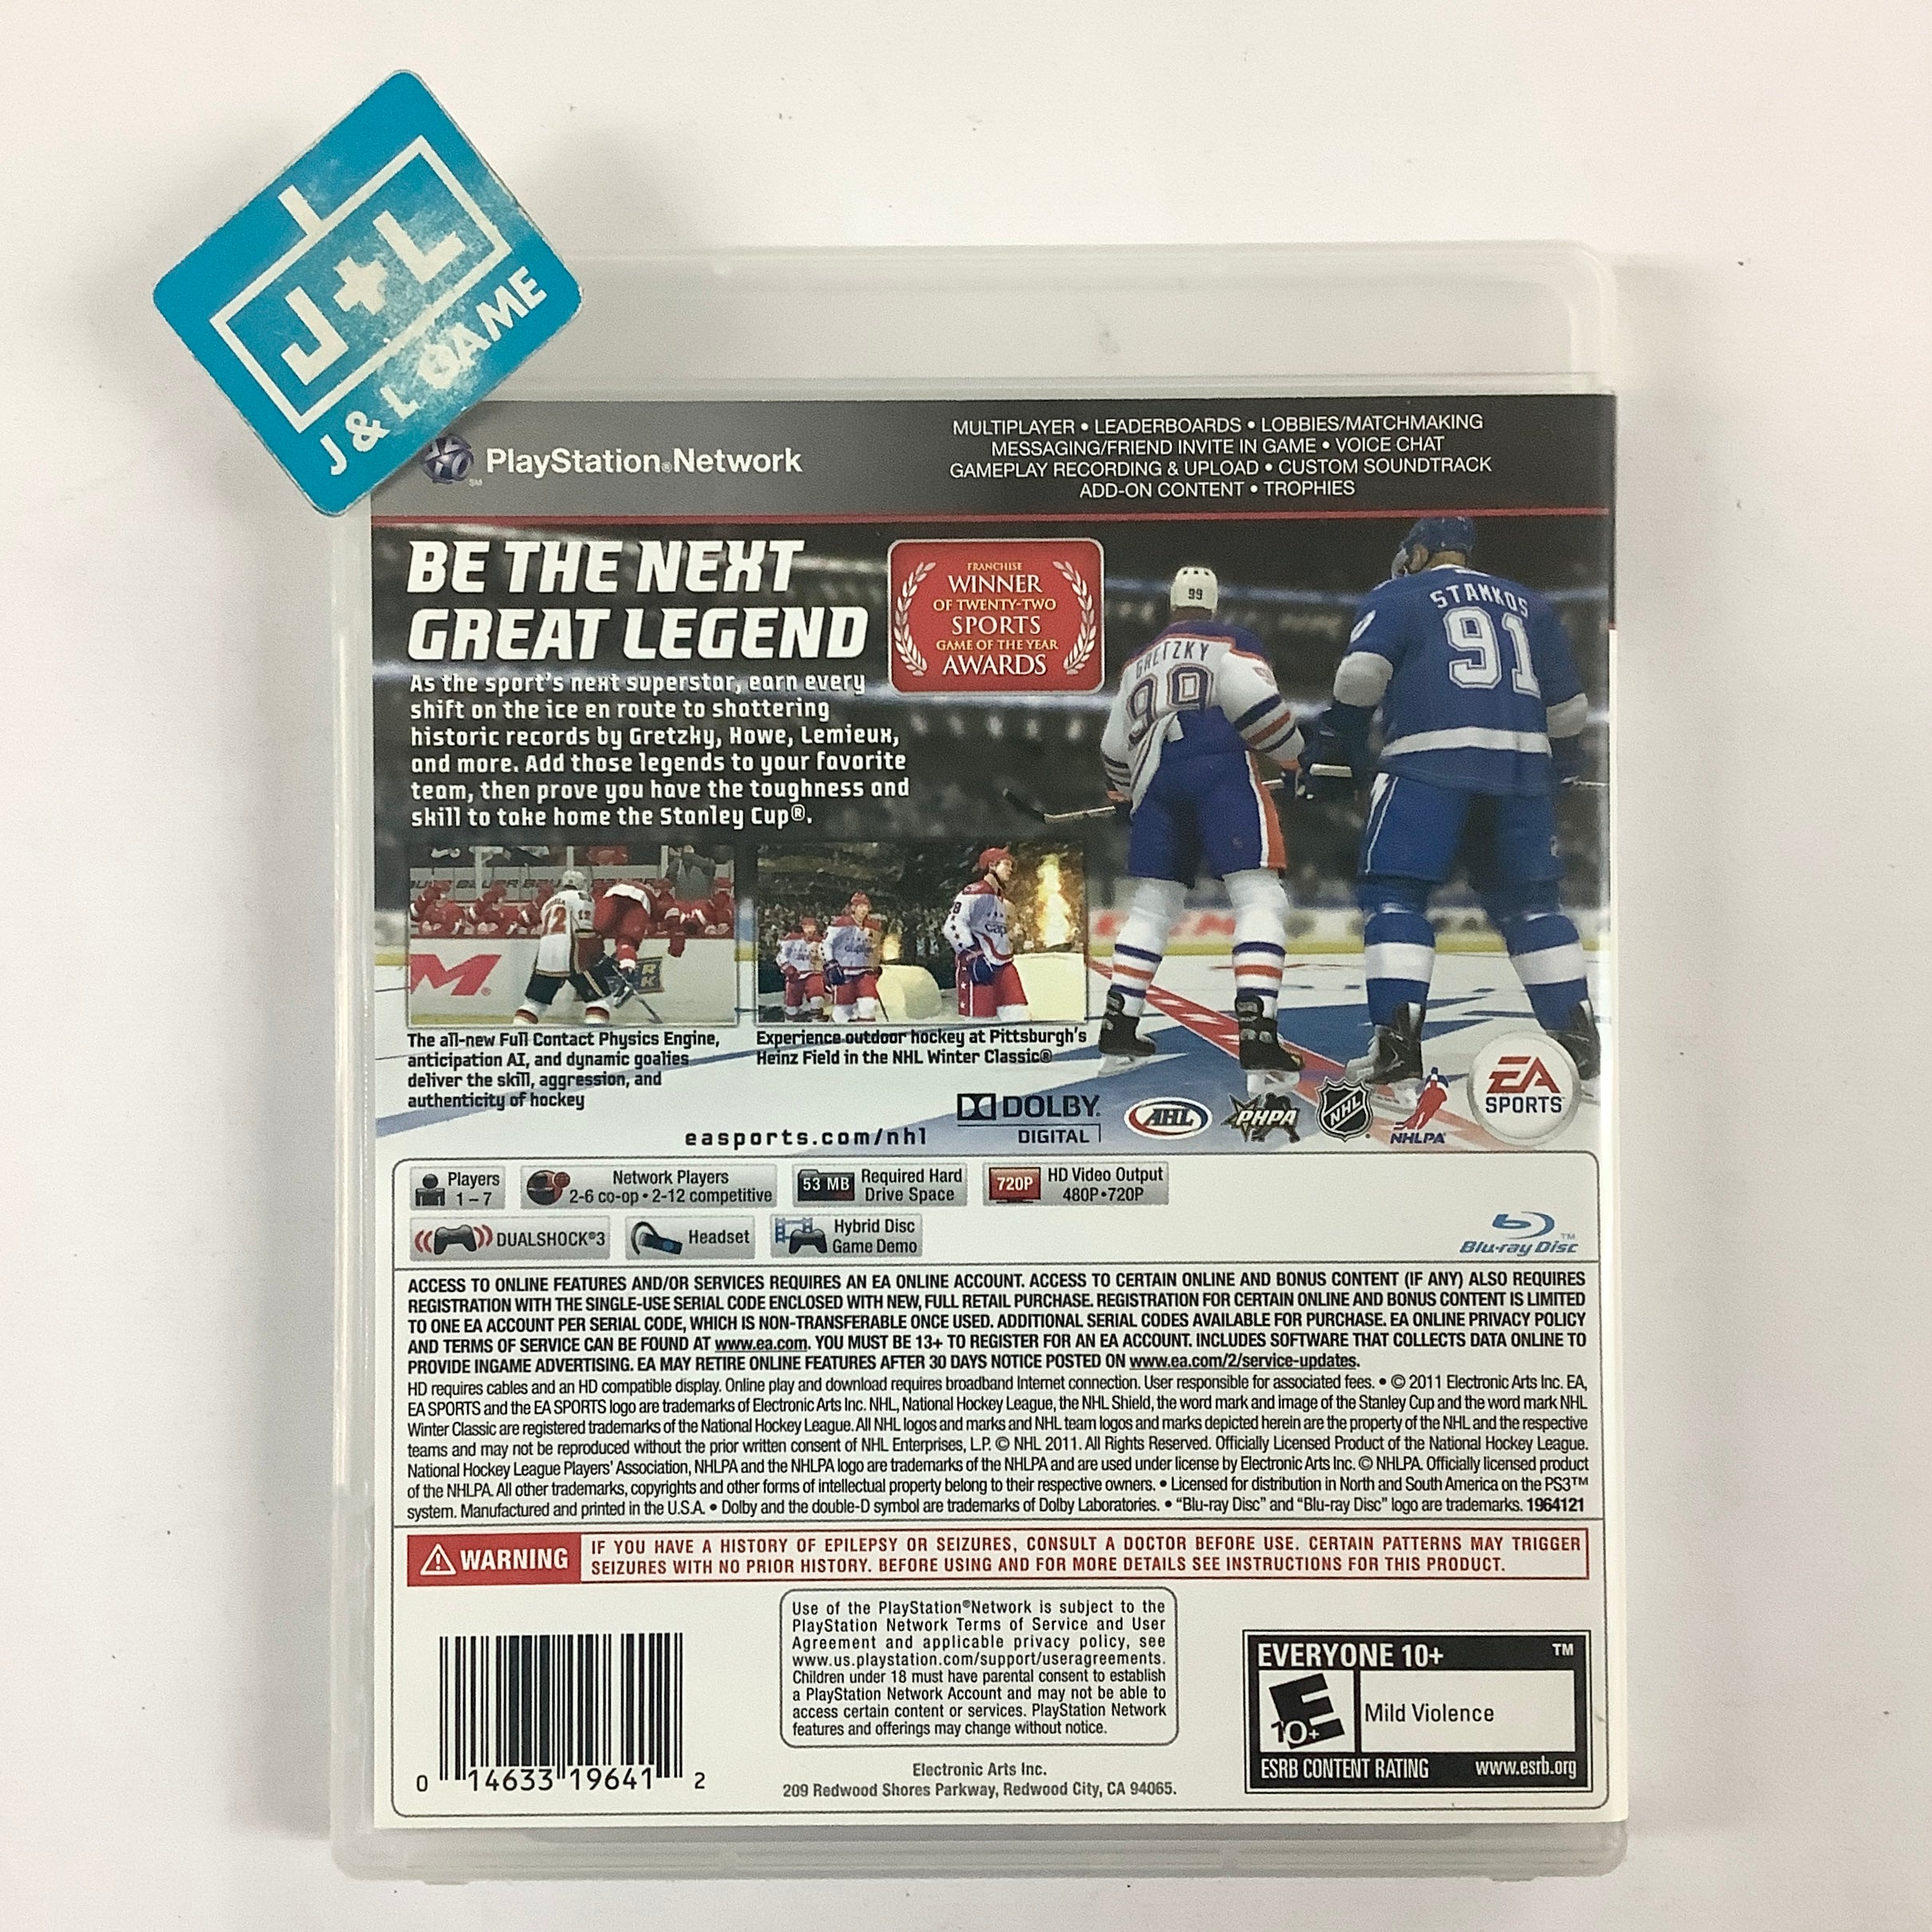 J+L
J & L GAME
PlayStation®Network
SM
MULTIPLAYER • LEADERBOARDS • LOBBIES/MATCHMAKING
MESSAGING/FRIEND INVITE IN GAME • VOICE CHAT
GAMEPLAY RECORDING & UPLOAD • CUSTOM SOUNDTRACK
ADD-ON CONTENT • TROPHIES
BE THE NEXT
GREAT LEGEND
As the sport's next superstar, earn every
shift on the ice en route to shattering
historic records by Gretzky, Howe, Lemieux,
and more. Add those legends to your favorite
team, then prove you have the toughness and
skill to take home the Stanley Cup®.
FRANCHISE
WINNER
OF TWENTY-TWO
SPORTS
GAME OF THE YEAR
AWARDS
99
GRETZKY
99
STAMKOS
91
12
12
The all-new Full Contact Physics Engine,
anticipation AI, and dynamic goalies
deliver the skill, aggression, and
authenticity of hockey
Experience outdoor hockey at Pittsburgh's
Heinz Field in the NHL Winter Classic®
easports.com/nhl
DOLBY
DIGITAL
AHL
PHPA
NHL
NHLPA
EA
SPORTS
Players
1 – 7
Network Players
2-6 co-op • 2-12 competitive
53 MB
Required Hard
Drive Space
720P
HD Video Output
480P•720P
DUALSHOCK®3
Headset
Hybrid Disc
Game Demo
Blu-ray Disc™
ACCESS TO ONLINE FEATURES AND/OR SERVICES REQUIRES AN EA ONLINE ACCOUNT. ACCESS TO CERTAIN ONLINE AND BONUS CONTENT (IF ANY) ALSO REQUIRES
REGISTRATION WITH THE SINGLE-USE SERIAL CODE ENCLOSED WITH NEW, FULL RETAIL PURCHASE. REGISTRATION FOR CERTAIN ONLINE AND BONUS CONTENT IS LIMITED
TO ONE EA ACCOUNT PER SERIAL CODE, WHICH IS NON-TRANSFERABLE ONCE USED. ADDITIONAL SERIAL CODES AVAILABLE FOR PURCHASE. EA ONLINE PRIVACY POLICY
AND TERMS OF SERVICE CAN BE FOUND AT www.ea.com. YOU MUST BE 13+ TO REGISTER FOR AN EA ACCOUNT. INCLUDES SOFTWARE THAT COLLECTS DATA ONLINE TO
PROVIDE INGAME ADVERTISING. EA MAY RETIRE ONLINE FEATURES AFTER 30 DAYS NOTICE POSTED ON www.ea.com/2/service-updates.
HD requires cables and an HD compatible display. Online play and download requires broadband Internet connection. User responsible for associated fees. • © 2011 Electronic Arts Inc. EA,
EA SPORTS and the EA SPORTS logo are trademarks of Electronic Arts Inc. NHL, National Hockey League, the NHL Shield, the word mark and image of the Stanley Cup and the word mark NHL
Winter Classic are registered trademarks of the National Hockey League. All NHL logos and marks and NHL team logos and marks depicted herein are the property of the NHL and the respective
teams and may not be reproduced without the prior written consent of NHL Enterprises, L.P. © NHL 2011. All Rights Reserved. Officially Licensed Product of the National Hockey League.
National Hockey League Players' Association, NHLPA and the NHLPA logo are trademarks of the NHLPA and are used under license by Electronic Arts Inc. © NHLPA. Officially licensed product
of the NHLPA. All other trademarks, copyrights and other forms of intellectual property belong to their respective owners. • Licensed for distribution in North and South America on the PS3™
system. Manufactured and printed in the U.S.A. • Dolby and the double-D symbol are trademarks of Dolby Laboratories. • "Blu-ray Disc" and "Blu-ray Disc" logo are trademarks. 1964121
WARNING
IF YOU HAVE A HISTORY OF EPILEPSY OR SEIZURES, CONSULT A DOCTOR BEFORE USE. CERTAIN PATTERNS MAY TRIGGER
SEIZURES WITH NO PRIOR HISTORY. BEFORE USING AND FOR MORE DETAILS SEE INSTRUCTIONS FOR THIS PRODUCT.
0 14633 19641 2
Use of the PlayStation®Network is subject to the
PlayStation Network Terms of Service and User
Agreement and applicable privacy policy, see
www.us.playstation.com/support/useragreements.
Children under 18 must have parental consent to establish
a PlayStation Network Account and may not be able to
access certain content or services. PlayStation Network
features and offerings may change without notice.
Electronic Arts Inc.
209 Redwood Shores Parkway, Redwood City, CA 94065.
EVERYONE 10+ ™
E
10+
Mild Violence
ESRB CONTENT RATING www.esrb.org